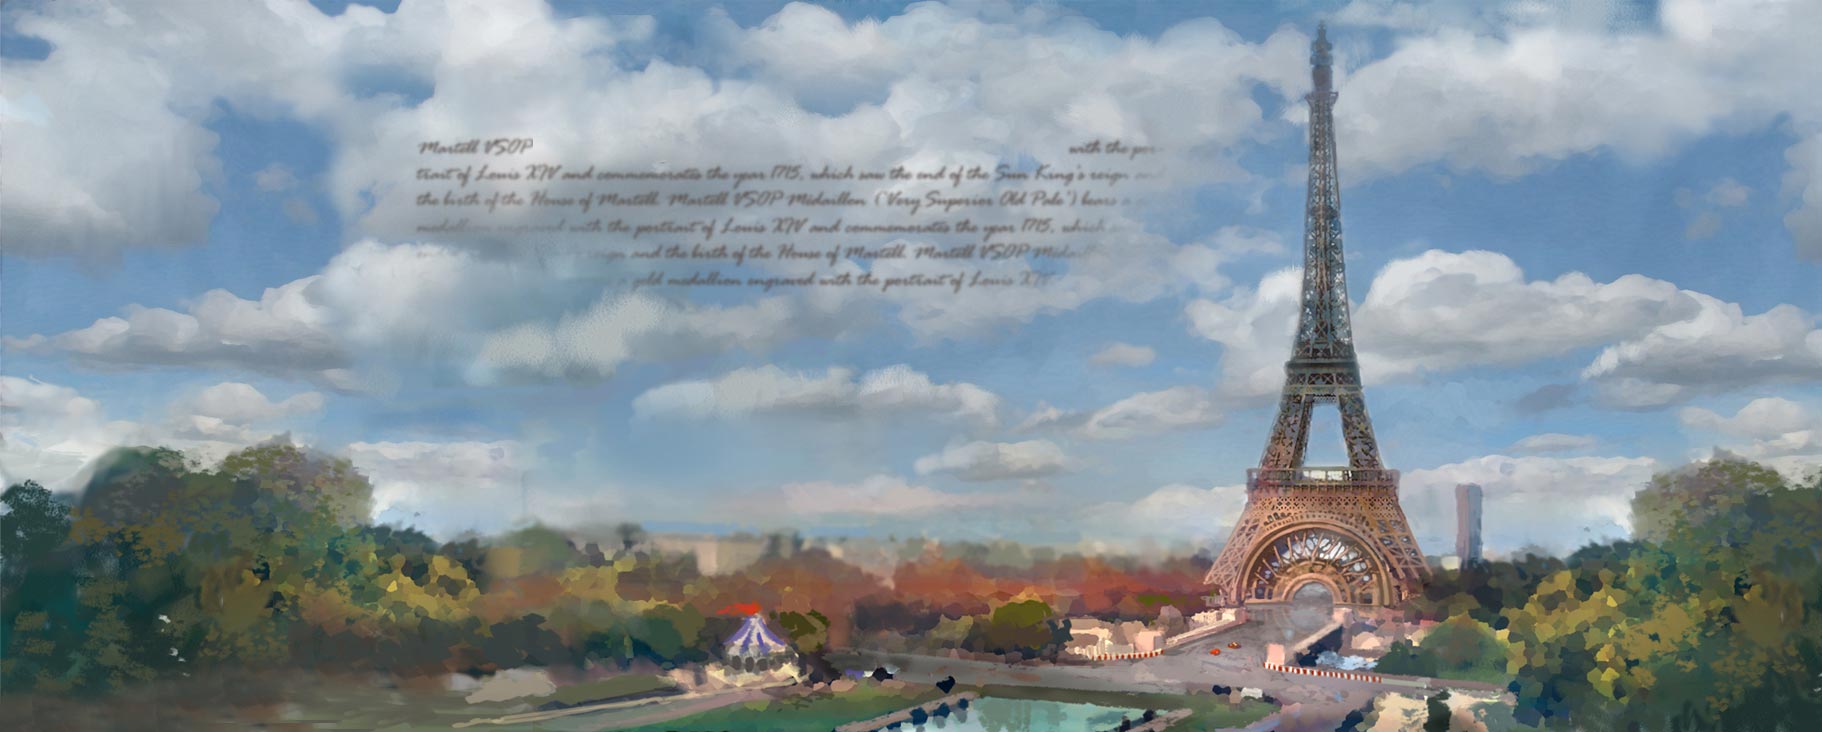 Martell VSOP with the por-
trait of Louis XIV and commemorates the year 1715, which saw the end of the Sun King's reign and
the birth of the House of Martell. Martell VSOP Médaillon ('Very Superior Old Pale') bears a
medallion engraved with the portrait of Louis XIV and commemorates the year 1715, which
reign and the birth of the House of Martell. Martell VSOP Médaill
gold medallion engraved with the portrait of Louis XIV